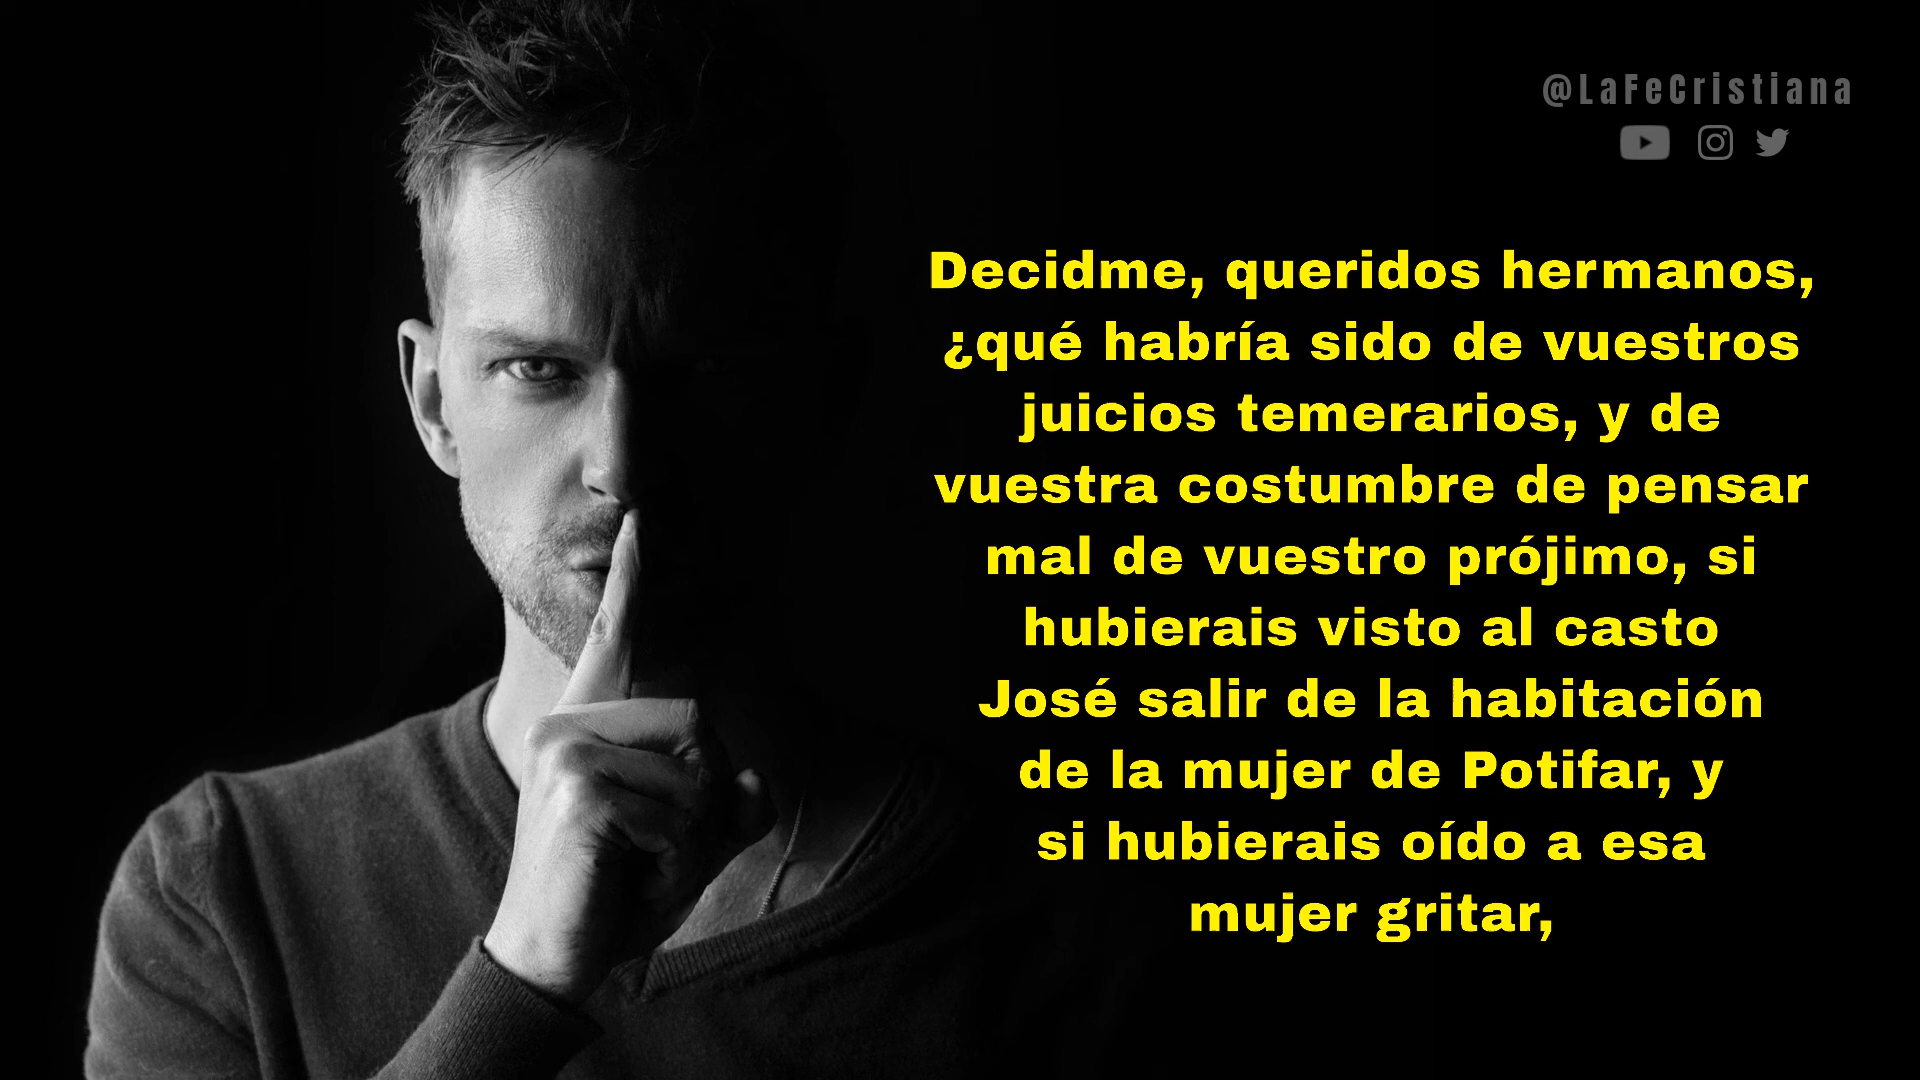 @LaFeCristiana
Decidme, queridos hermanos,
¿qué habría sido de vuestros
juicios temerarios, y de
vuestra costumbre de pensar
mal de vuestro prójimo, si
hubierais visto al casto
José salir de la habitación
de la mujer de Potifar, y
si hubierais oído a esa
mujer gritar,